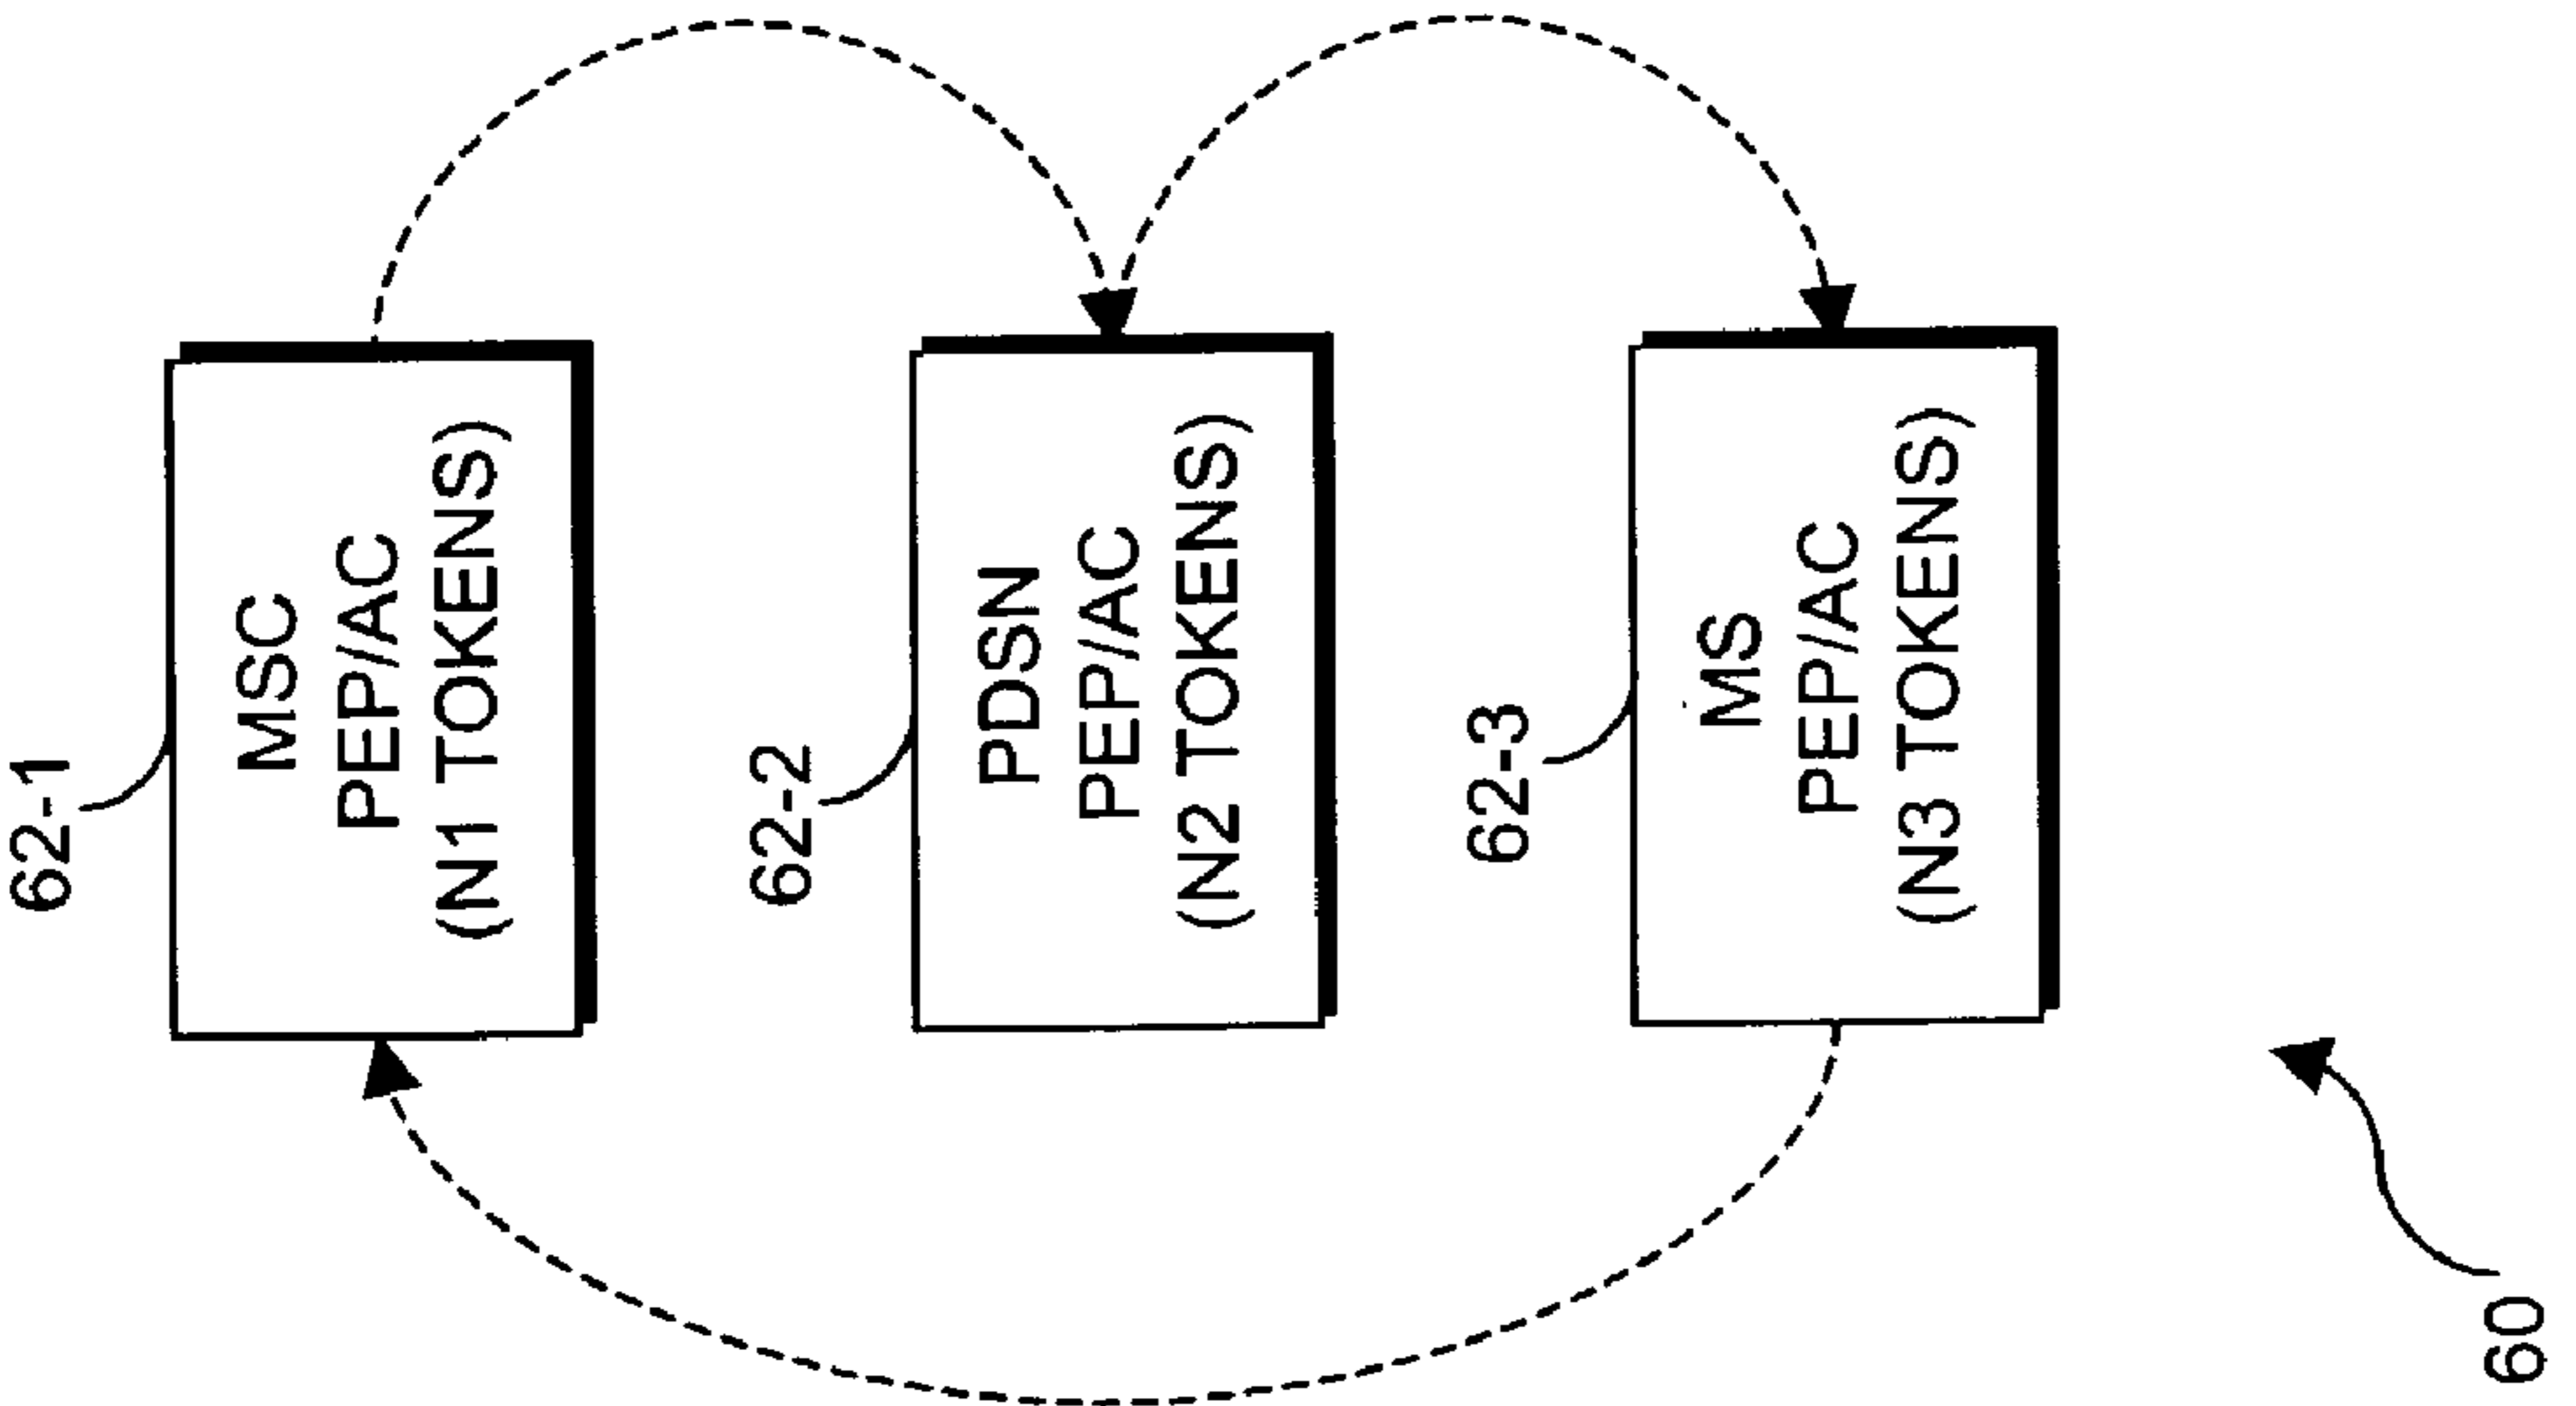 62-1
MSC
PEP/AC
(N1 TOKENS)
62-2
PDSN
PEP/AC
(N2 TOKENS)
62-3
MS
PEP/AC
(N3 TOKENS)
60